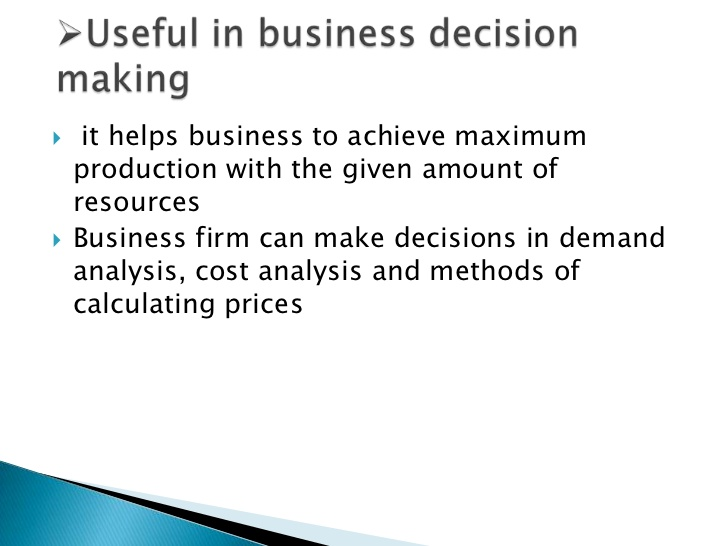 ➢Useful in business decision
making
it helps business to achieve maximum
production with the given amount of
resources
Business firm can make decisions in demand
analysis, cost analysis and methods of
calculating prices